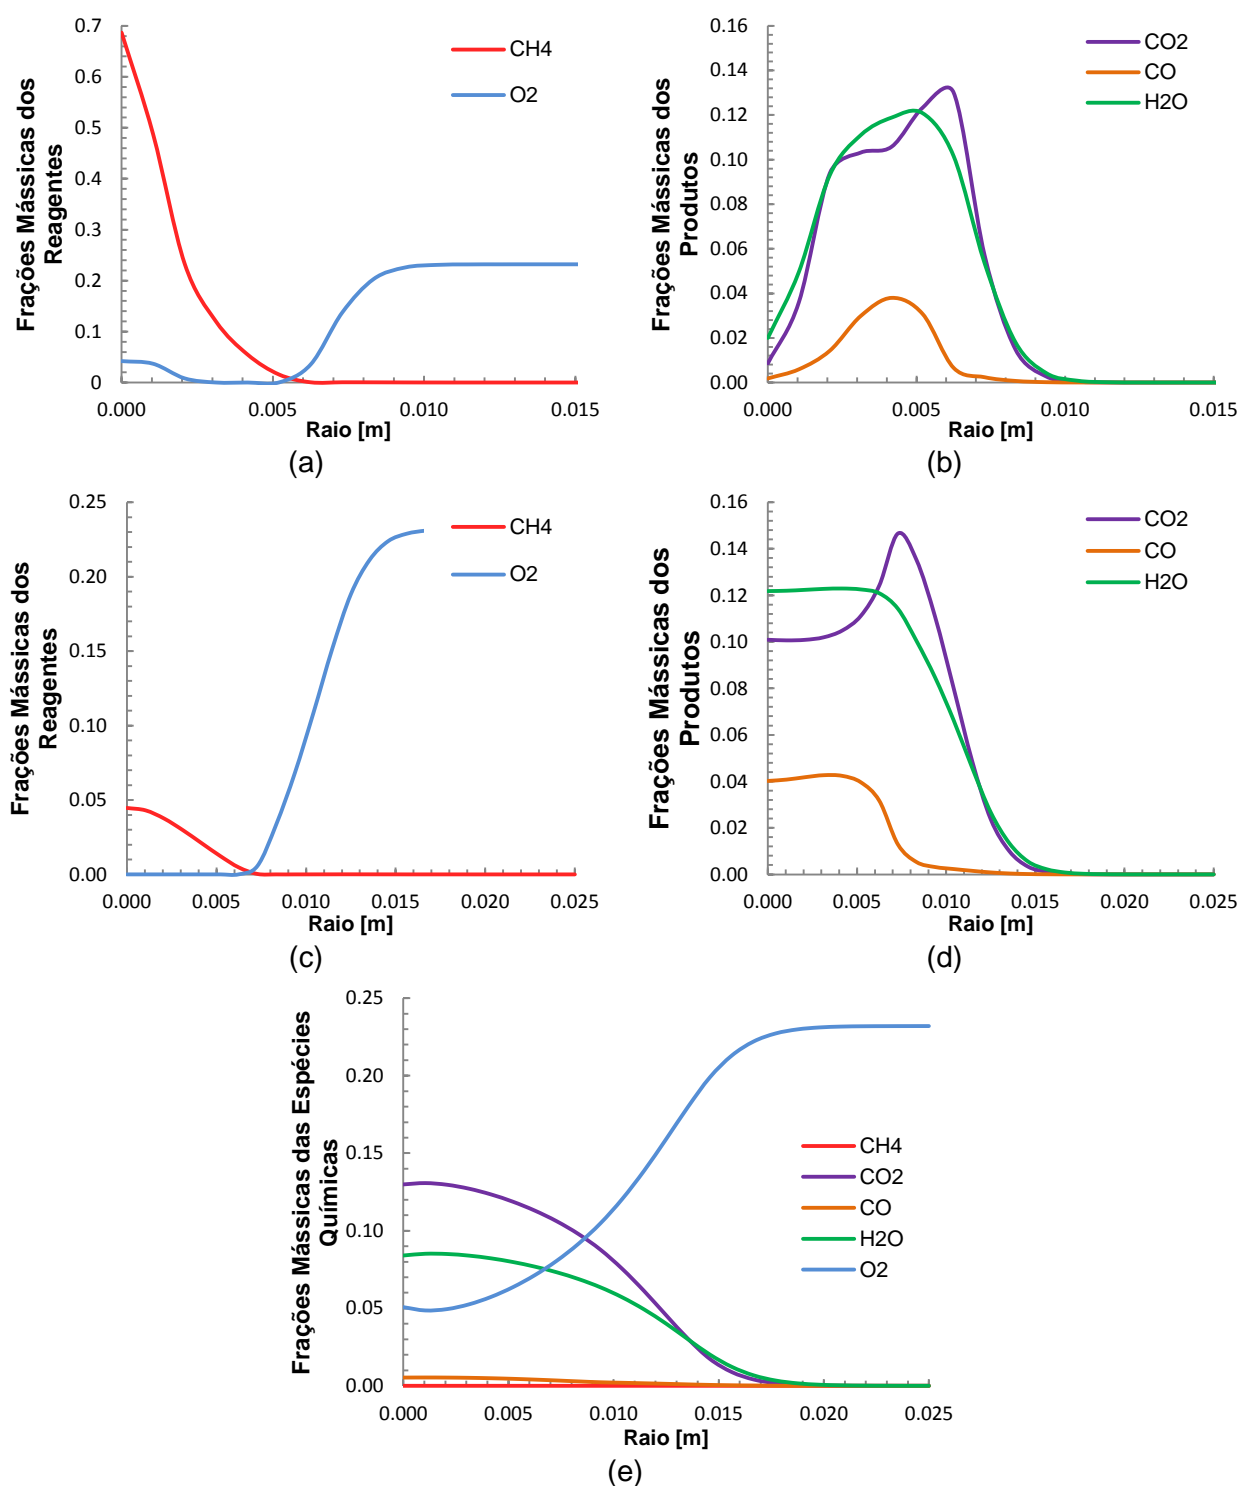 Frações Mássicas dos
Reagentes
0.7
0.6
0.5
0.4
0.3
0.2
0.1
0
0.000
0.005
0.010
0.015
Raio [m]
CH4
O2
(a)
Frações Mássicas dos
Produtos
0.16
0.14
0.12
0.10
0.08
0.06
0.04
0.02
0.00
0.000
0.005
0.010
0.015
Raio [m]
CO2
CO
H2O
(b)
Frações Mássicas dos
Reagentes
0.25
0.20
0.15
0.10
0.05
0.00
0.000
0.005
0.010
0.015
0.020
0.025
Raio [m]
CH4
O2
(c)
Frações Mássicas dos
Produtos
0.16
0.14
0.12
0.10
0.08
0.06
0.04
0.02
0.00
0.000
0.005
0.010
0.015
0.020
0.025
Raio [m]
CO2
CO
H2O
(d)
Frações Mássicas das Espécies
Químicas
0.25
0.20
0.15
0.10
0.05
0.00
0.000
0.005
0.010
0.015
0.020
0.025
Raio [m]
CH4
CO2
CO
H2O
O2
(e)